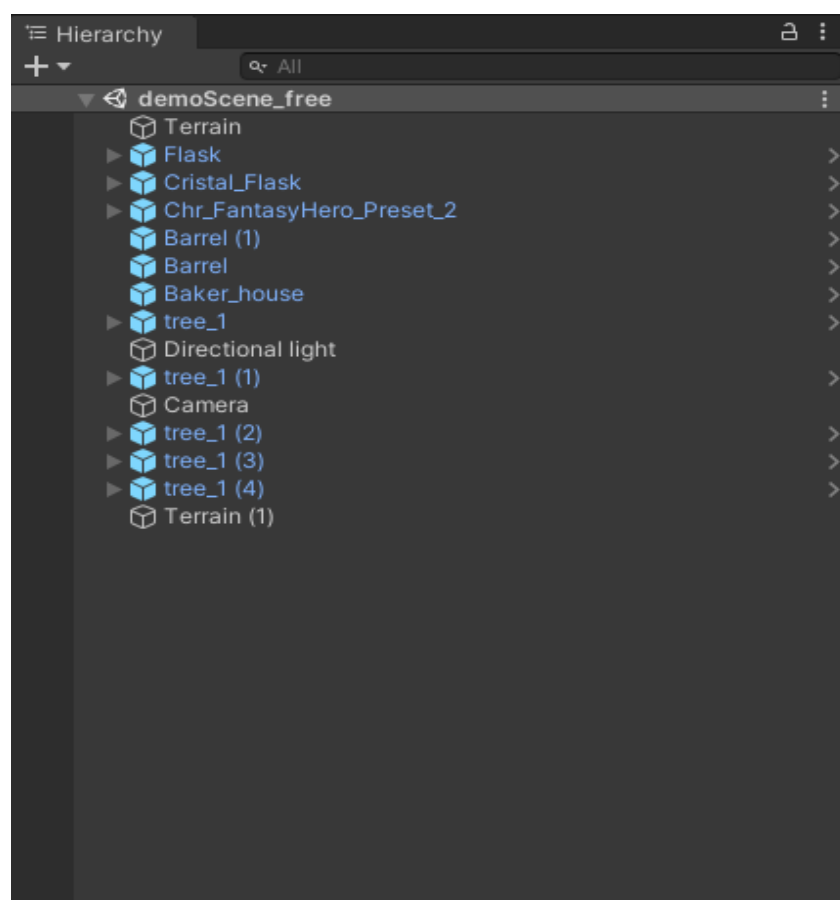 Hierarchy
All
demoScene_free
Terrain
Flask
Cristal_Flask
Chr_FantasyHero_Preset_2
Barrel (1)
Barrel
Baker_house
tree_1
Directional light
tree_1 (1)
Camera
tree_1 (2)
tree_1 (3)
tree_1 (4)
Terrain (1)